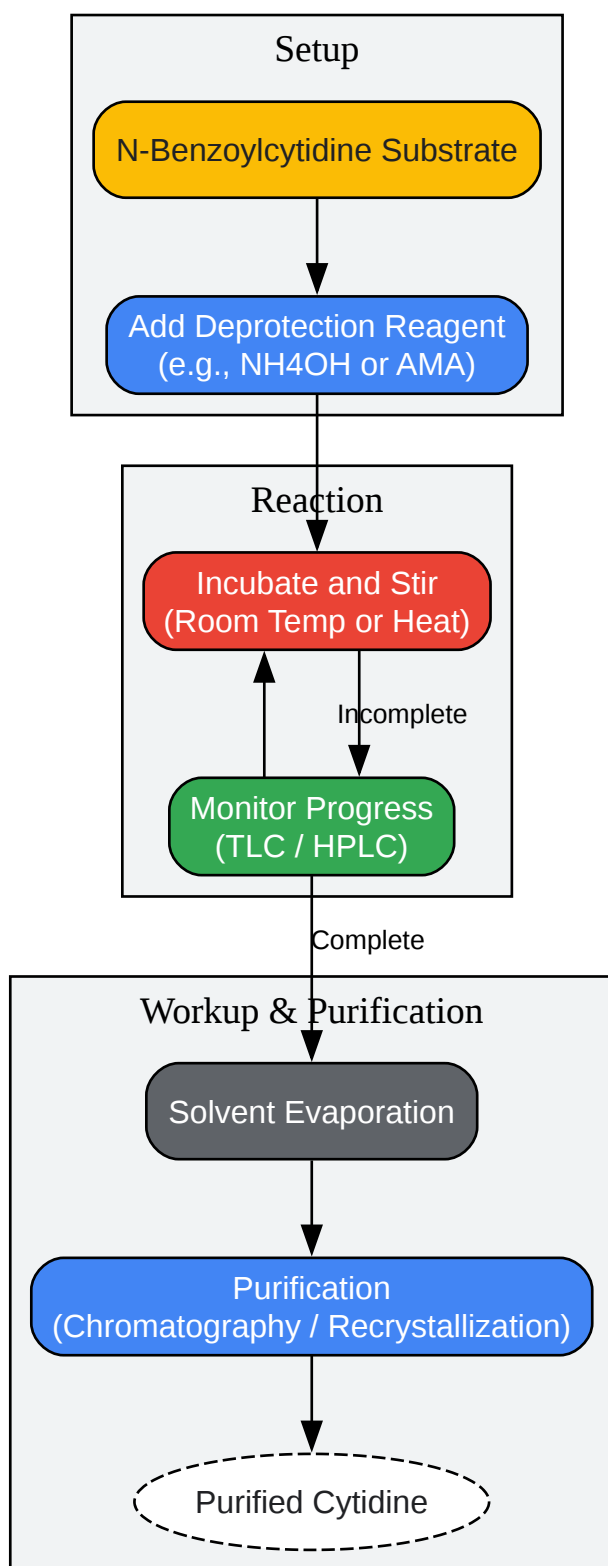 Setup
N-Benzoylcytidine Substrate
Add Deprotection Reagent
(e.g., NH4OH or AMA)
Reaction
Incubate and Stir
(Room Temp or Heat)
Incomplete
Monitor Progress
(TLC / HPLC)
Complete
Workup & Purification
Solvent Evaporation
Purification
(Chromatography / Recrystallization)
Purified Cytidine